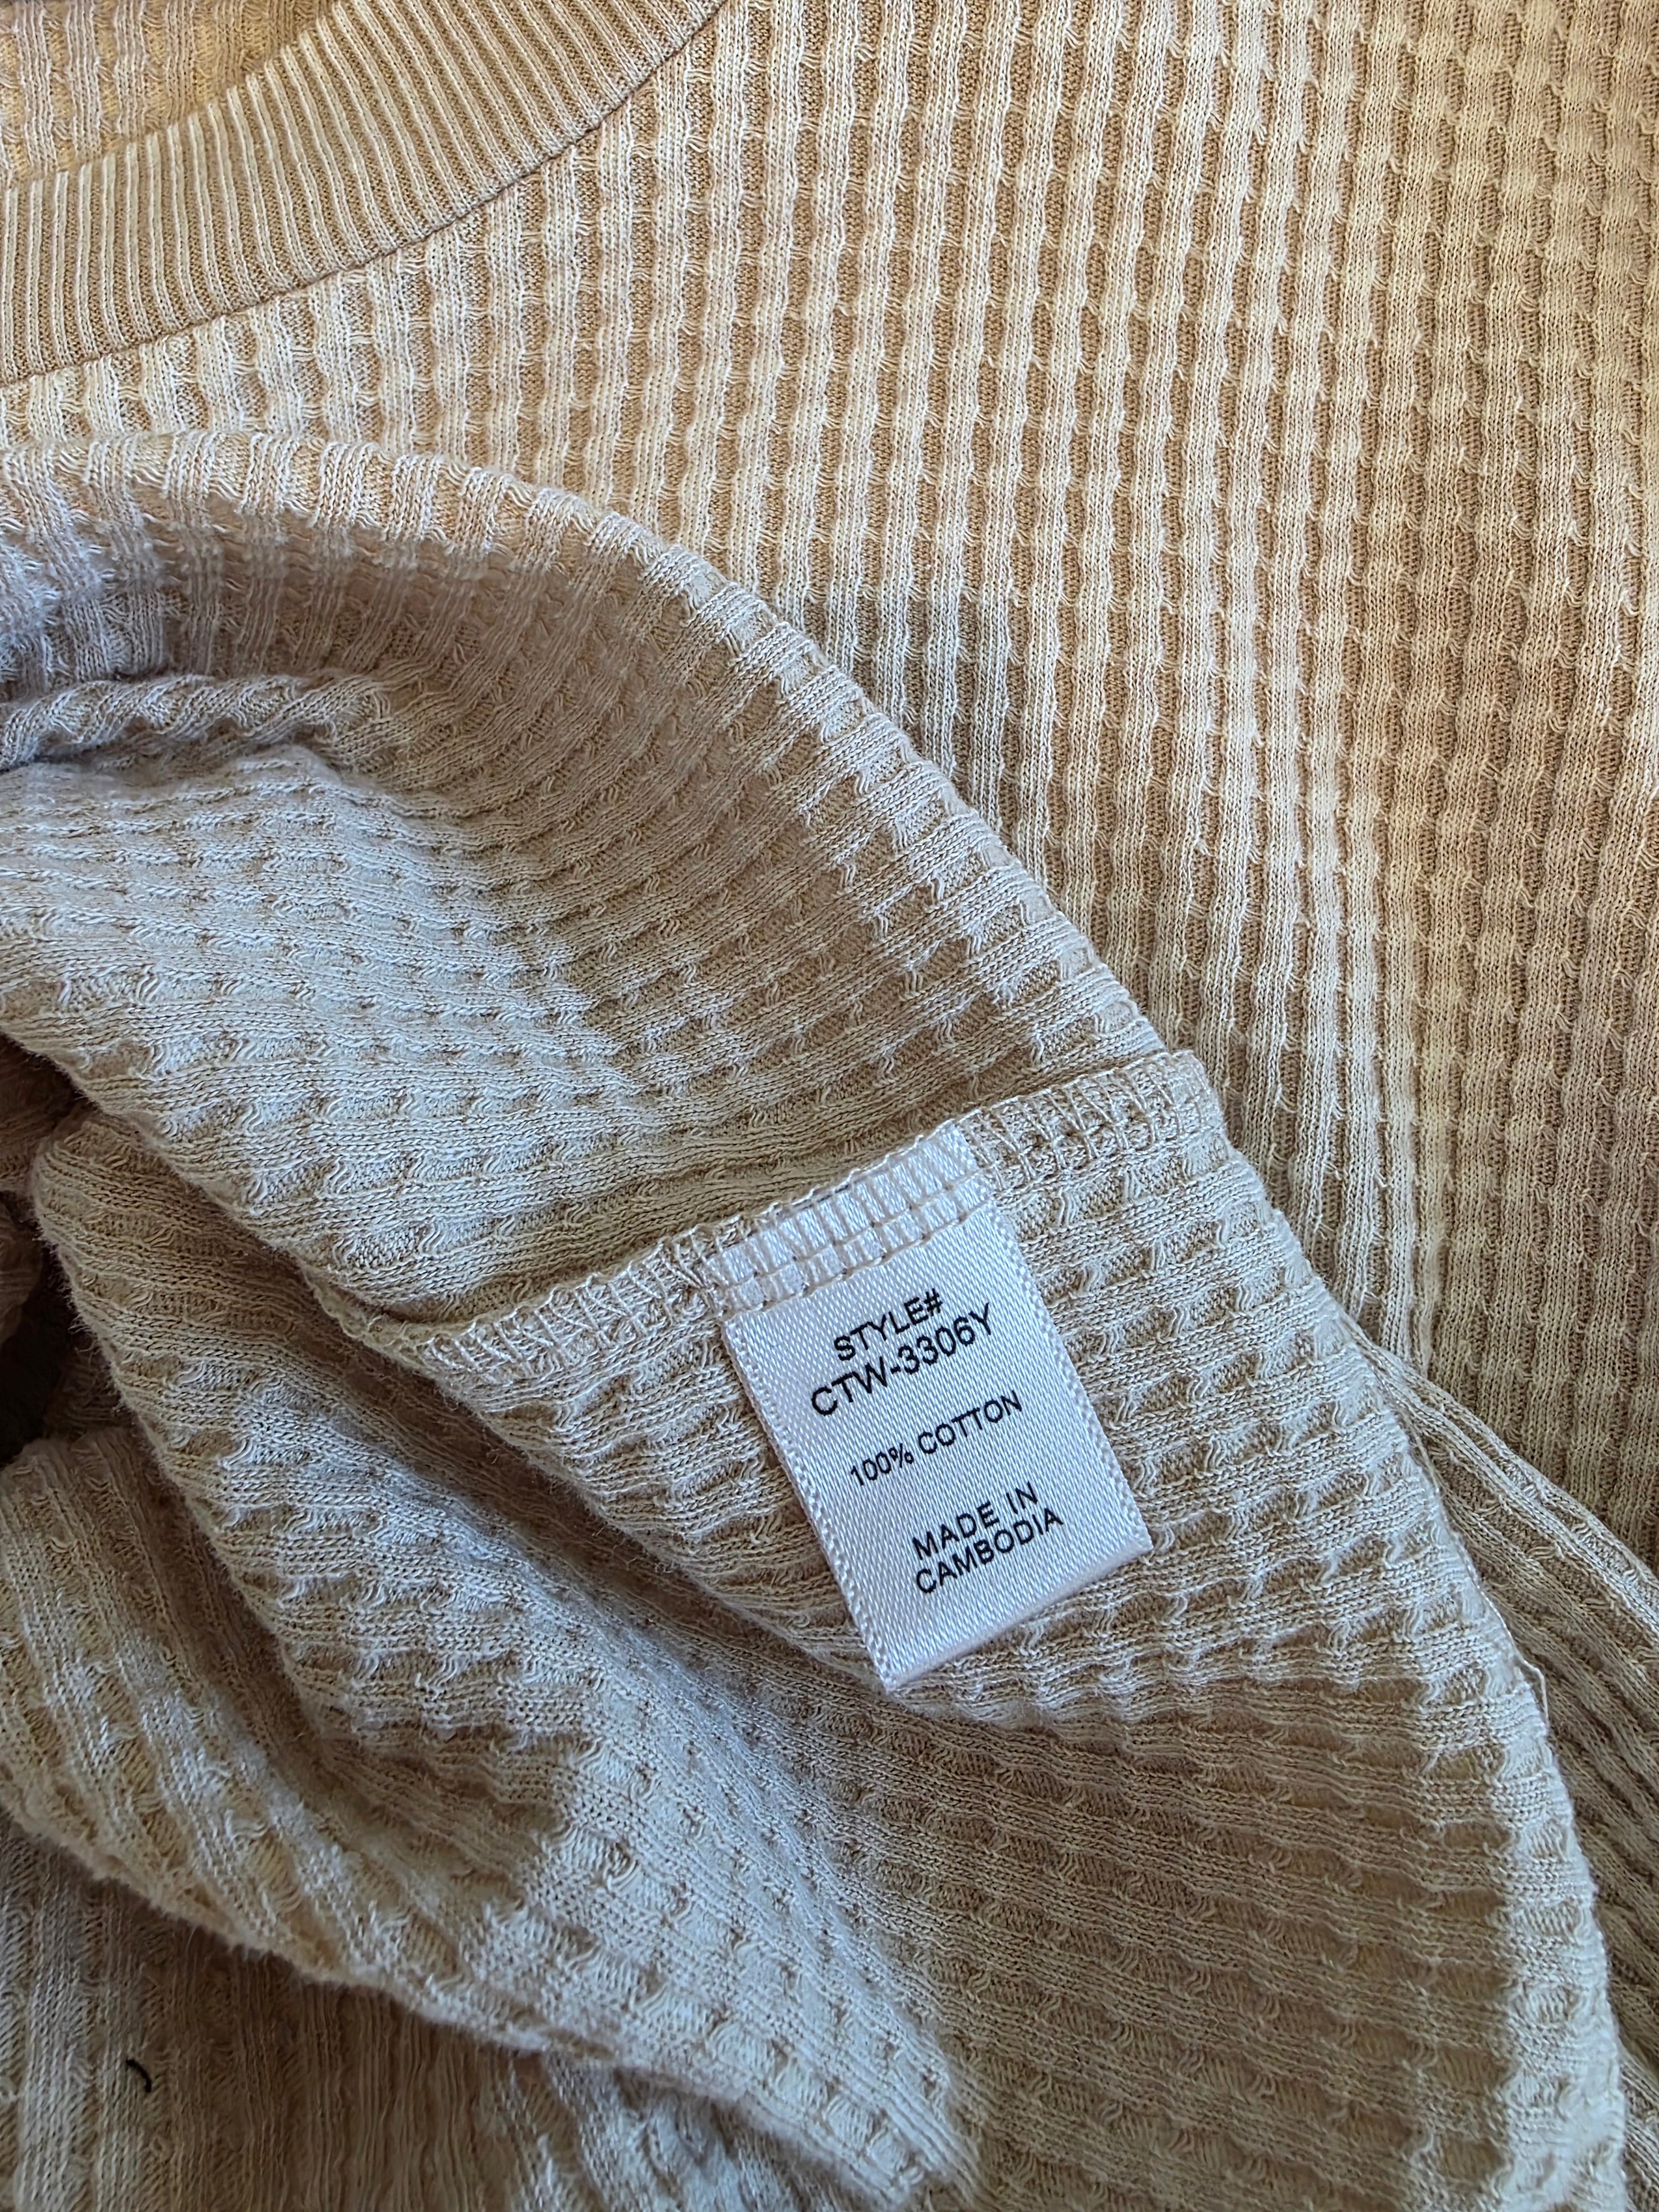 STYLE#
CTW-3306Y
100% COTTON
MADE IN
CAMBODIA